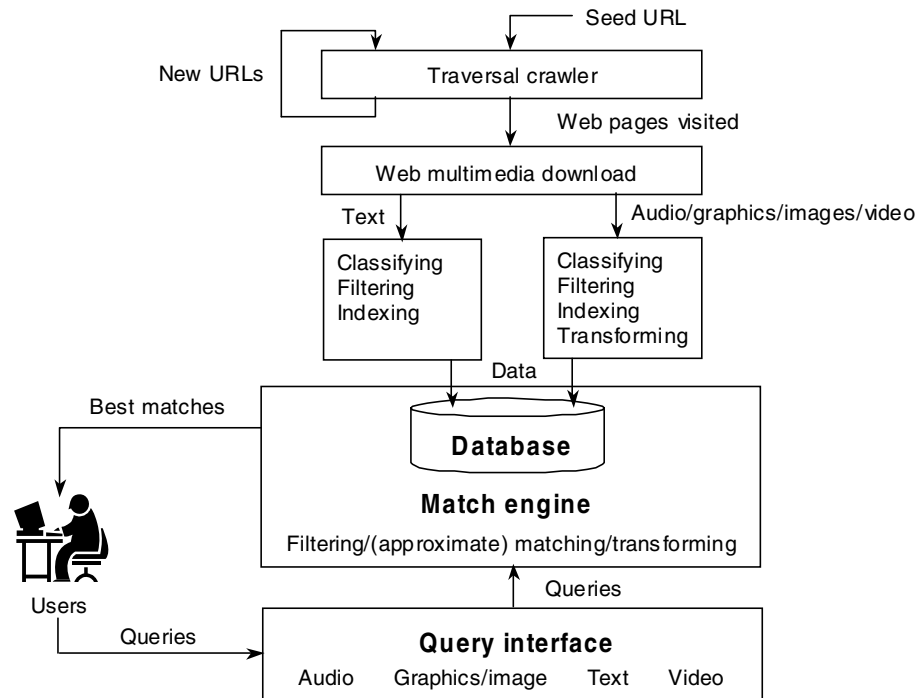 Seed URL
New URLs
Traversal crawler
Web pages visited
Web multimedia download
Text
Audio/graphics/images/video
Classifying
Filtering
Indexing
Classifying
Filtering
Indexing
Transforming
Data
Best matches
Database
Match engine
Filtering/(approximate) matching/transforming
Users
Queries
Queries
Query interface
Audio Graphics/image Text Video